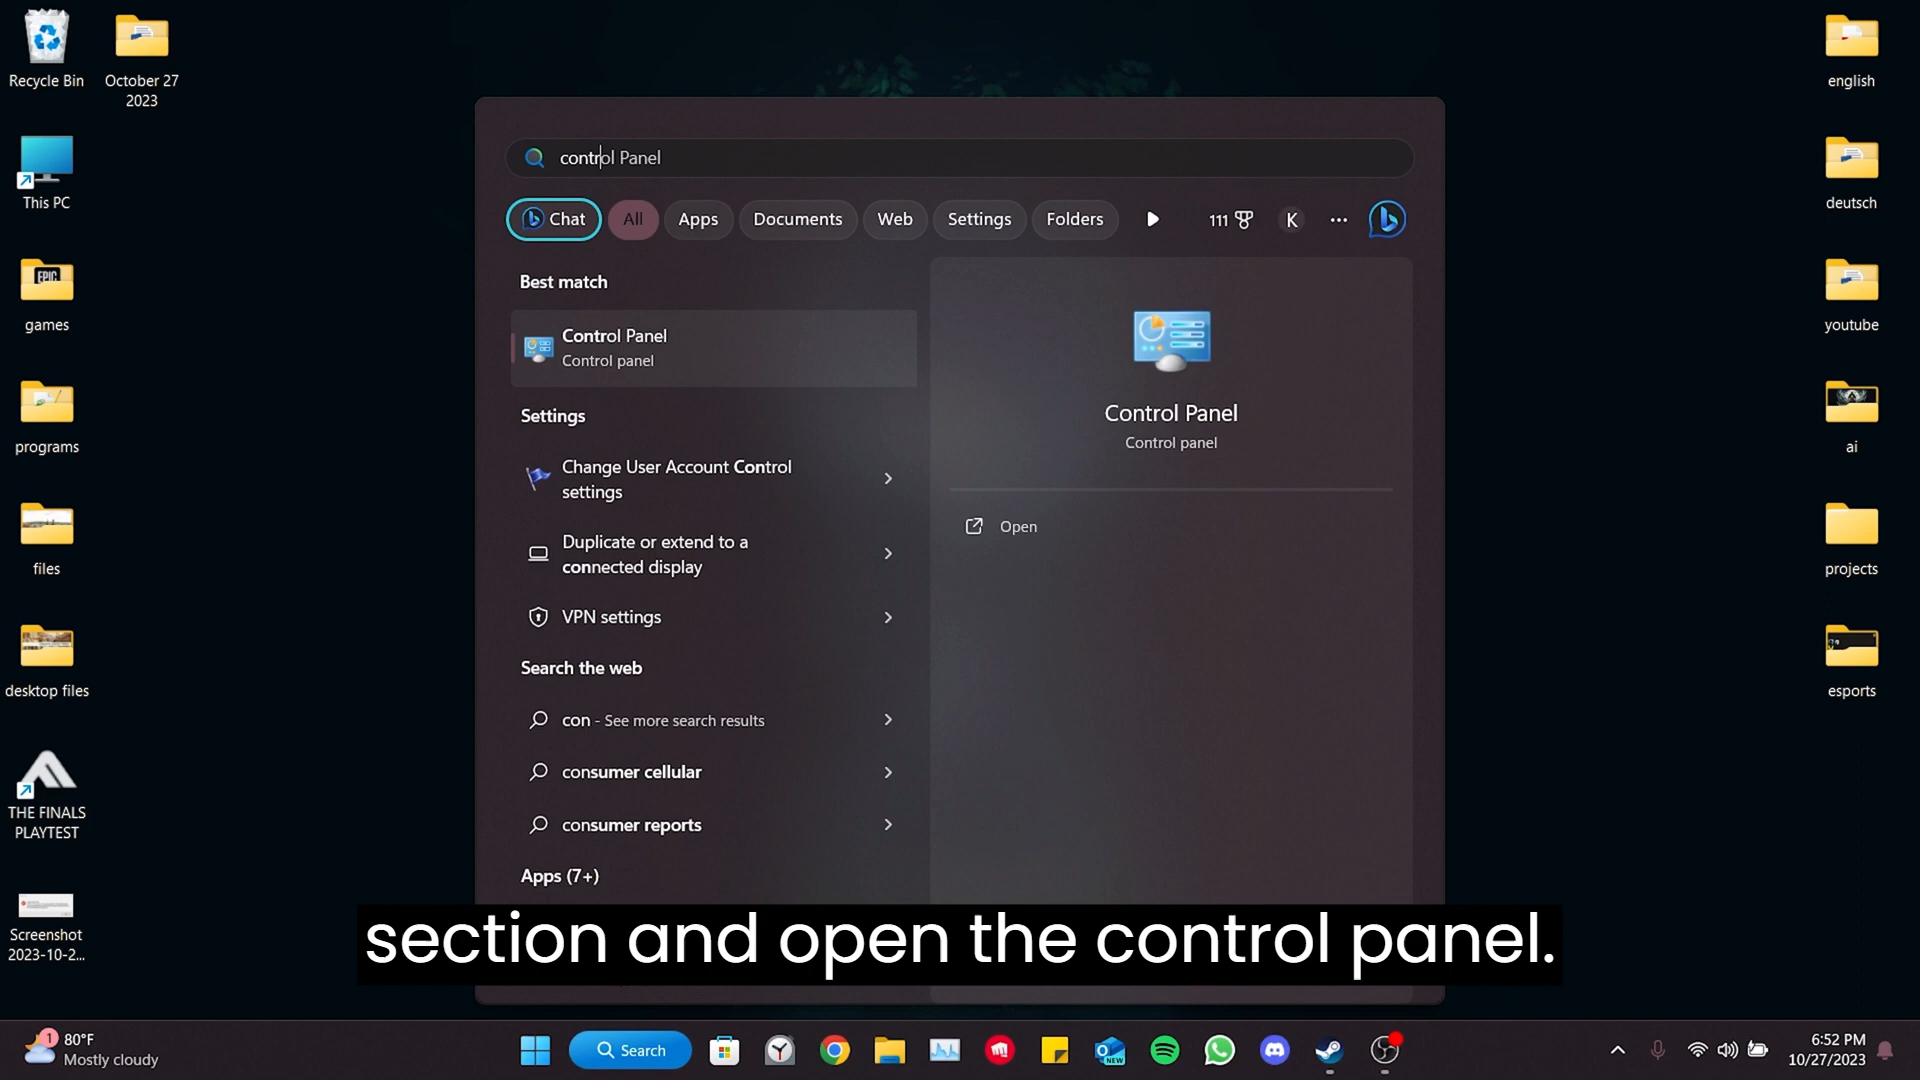 Recycle Bin
October 27
2023
This PC
games
programs
files
desktop files
THE FINALS
PLAYTEST
Screenshot
2023-10-2...
english
deutsch
youtube
ai
projects
esports
control Panel
Chat
All
Apps
Documents
Web
Settings
Folders
111
K
Best match
Control Panel
Control panel
Settings
Change User Account Control
settings
Duplicate or extend to a
connected display
VPN settings
Search the web
con - See more search results
consumer cellular
consumer reports
Apps (7+)
Control Panel
Control panel
Open
section and open the control panel.
1
80°F
Mostly cloudy
Search
NEW
6:52 PM
10/27/2023
EPIC